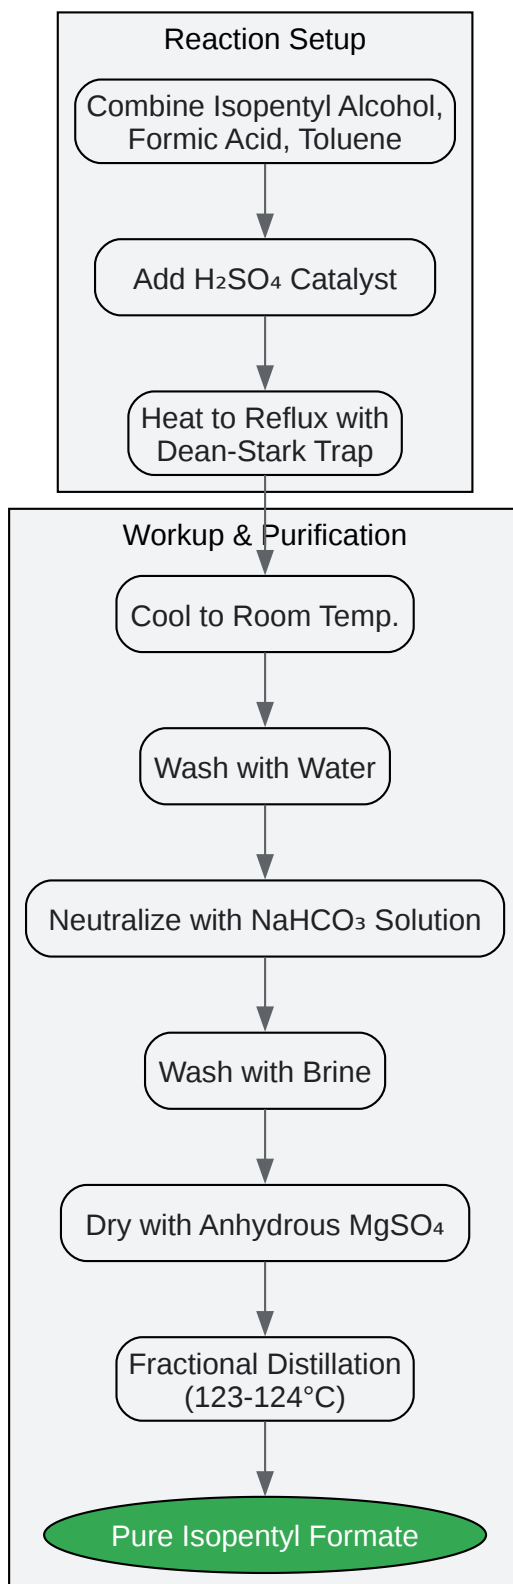 Reaction Setup
Combine Isopentyl Alcohol,
Formic Acid, Toluene
Add H₂SO₄ Catalyst
Heat to Reflux with
Dean-Stark Trap
Workup & Purification
Cool to Room Temp.
Wash with Water
Neutralize with NaHCO₃ Solution
Wash with Brine
Dry with Anhydrous MgSO₄
Fractional Distillation
(123-124°C)
Pure Isopentyl Formate